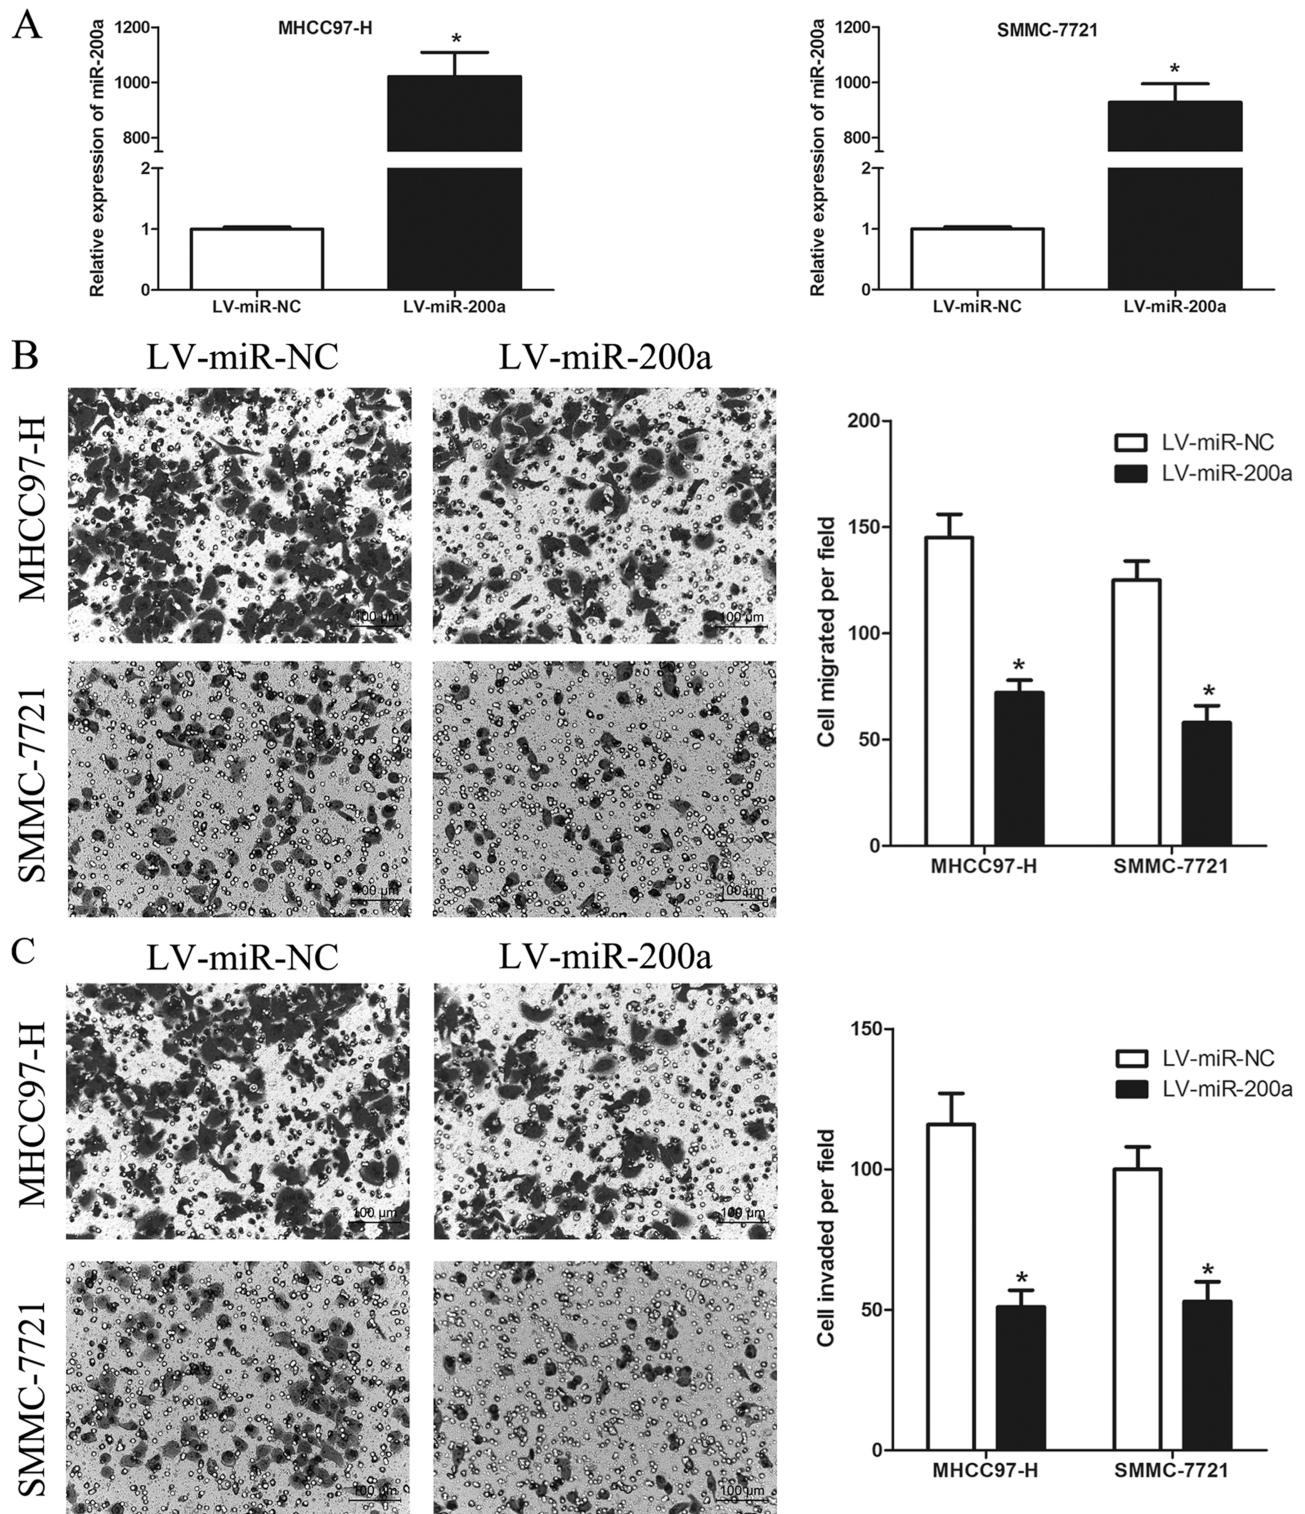 A
MHCC97-H
Relative expression of miR-200a
1200
1000
800
2
1
0
*
LV-miR-NC
LV-miR-200a
SMMC-7721
Relative expression of miR-200a
1200
1000
800
2
1
0
*
LV-miR-NC
LV-miR-200a
B
LV-miR-NC
LV-miR-200a
MHCC97-H
100 µm
100 µm
SMMC-7721
100 µm
100 µm
Cell migrated per field
200
150
100
50
0
LV-miR-NC
LV-miR-200a
*
*
MHCC97-H
SMMC-7721
C
LV-miR-NC
LV-miR-200a
MHCC97-H
100 µm
100 µm
SMMC-7721
100 µm
100 µm
Cell invaded per field
150
100
50
0
LV-miR-NC
LV-miR-200a
*
*
MHCC97-H
SMMC-7721